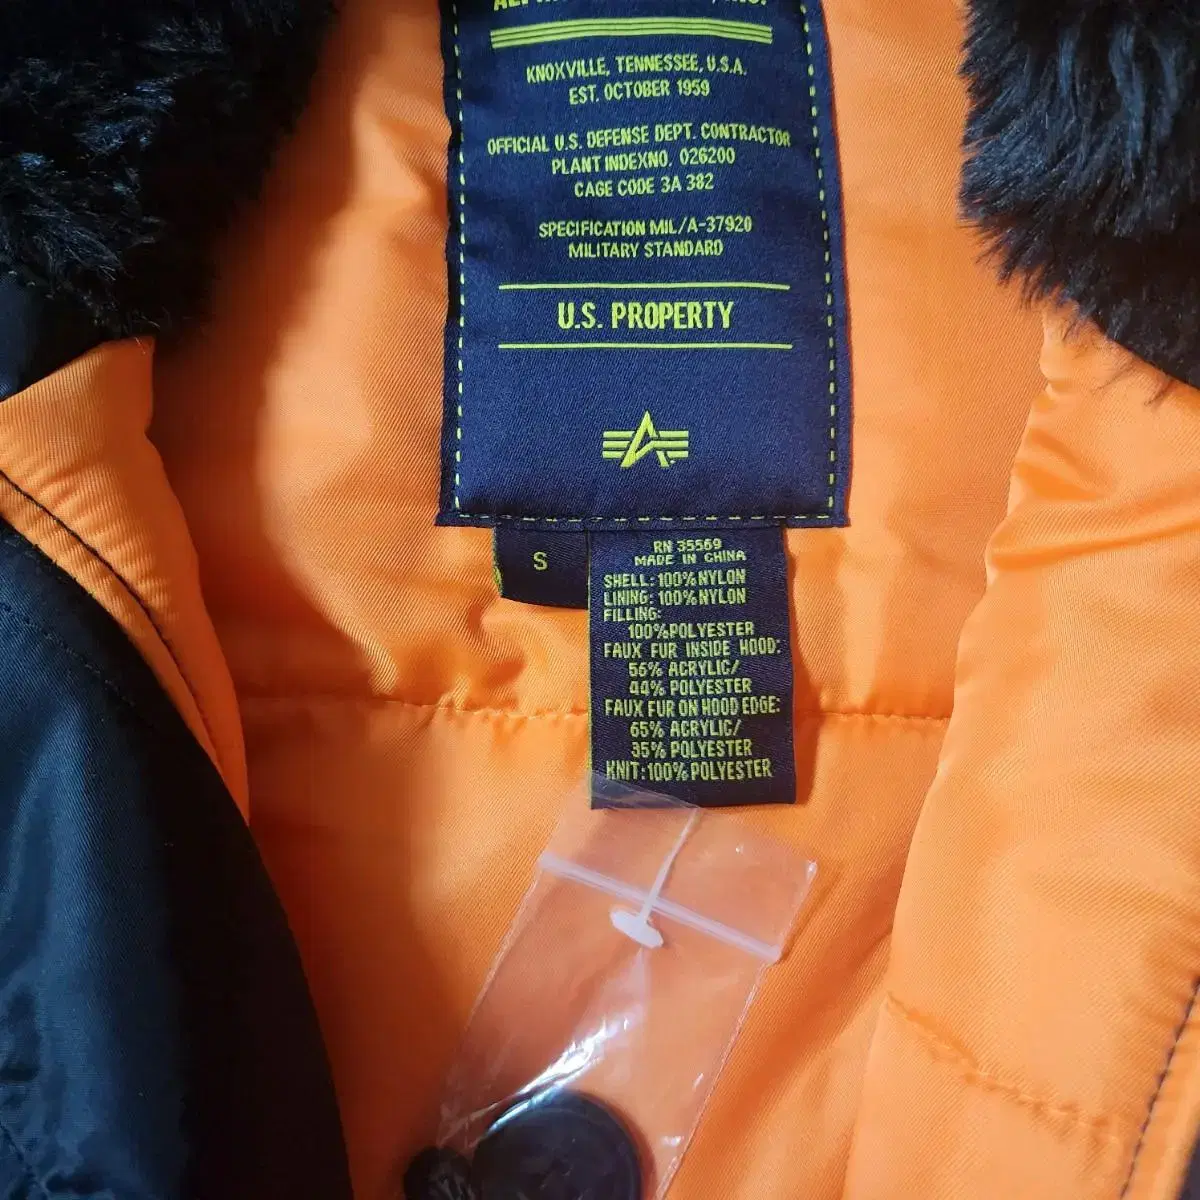 KNOXVILLE, TENNESSEE, U.S.A.
EST. OCTOBER 1959
OFFICIAL U.S. DEFENSE DEPT. CONTRACTOR
PLANT INDEXNO. 026200
CAGE CODE 3A 382
SPECIFICATION MIL/A-37920
MILITARY STANDARD
U.S. PROPERTY
S
RN 35569
MADE IN CHINA
SHELL: 100% NYLON
LINING: 100% NYLON
FILLING:
100%POLYESTER
FAUX FUR INSIDE HOOD:
56% ACRYLIC/
44% POLYESTER
FAUX FUR ON HOOD EDGE:
65% ACRYLIC/
35% POLYESTER
KNIT:100% POLYESTER